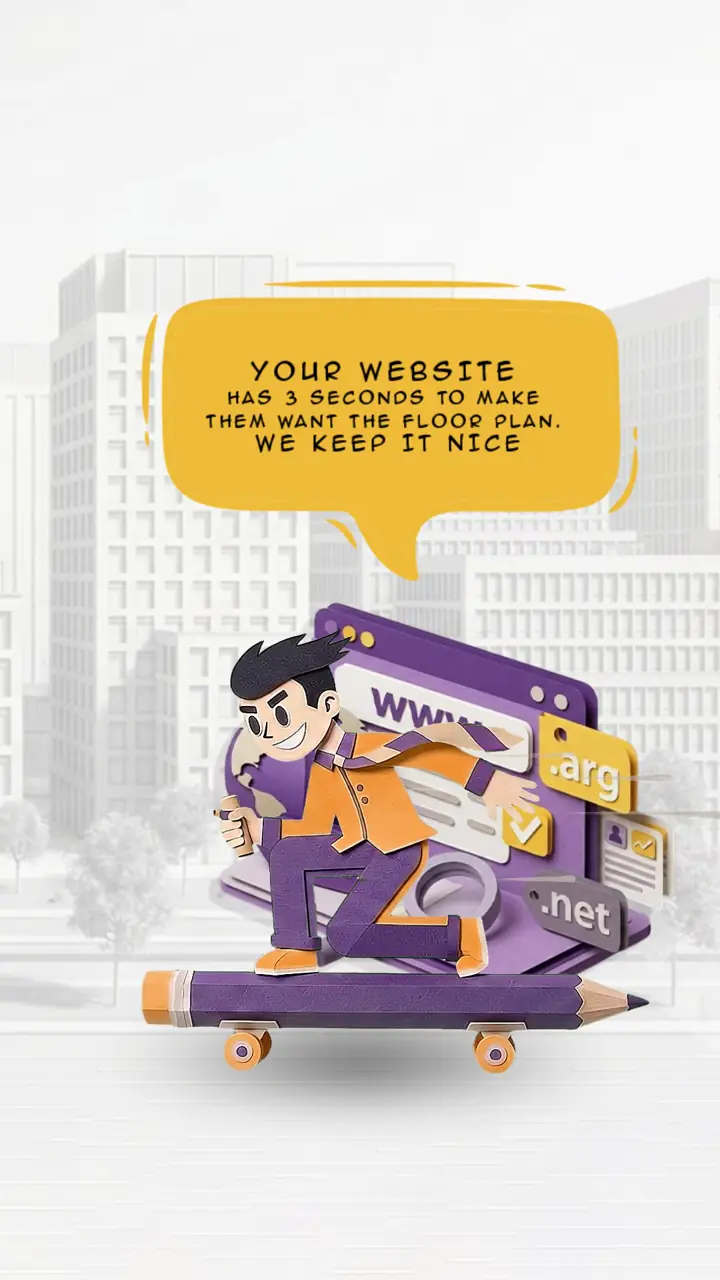 YOUR WEBSITE
HAS 3 SECONDS TO MAKE
THEM WANT THE FLOOR PLAN.
WE KEEP IT NICE
www.
.arg
.net